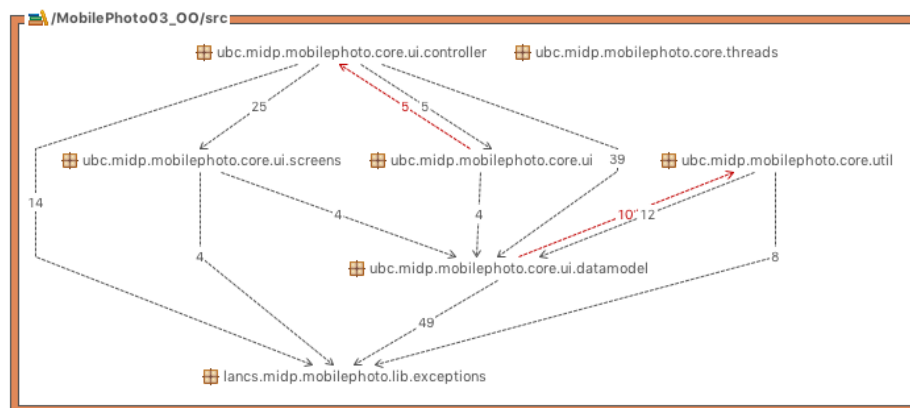 /MobilePhoto03_OO/src
ubc.midp.mobilephoto.core.ui.controller
ubc.midp.mobilephoto.core.threads
25
5
5
ubc.midp.mobilephoto.core.ui.screens
ubc.midp.mobilephoto.core.ui
39
ubc.midp.mobilephoto.core.util
14
4
4
10
12
4
8
ubc.midp.mobilephoto.core.ui.datamodel
49
lancs.midp.mobilephoto.lib.exceptions